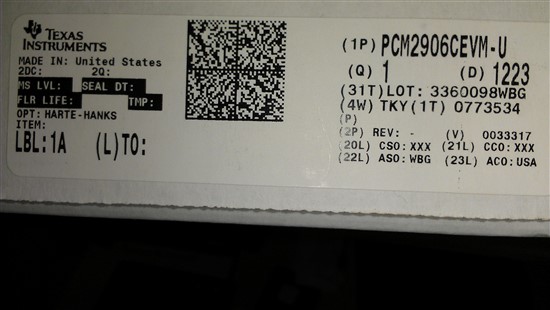 TEXAS
INSTRUMENTS
MADE IN: United States
2DC: 2Q:
MS LVL: SEAL DT:
FLR LIFE: TMP:
OPT: HARTE-HANKS
ITEM:
LBL: 1A (L)TO:
(1P) PCM2906CEVM-U
(Q) 1 (D) 1223
(31T)LOT: 3360098WBG
(4W) TKY(1T) 0773534
(P)
(2P) REV: - (V) 0033317
(20L) CSO:XXX (21L) CCO:XXX
(22L) ASO:WBG (23L) ACO:USA